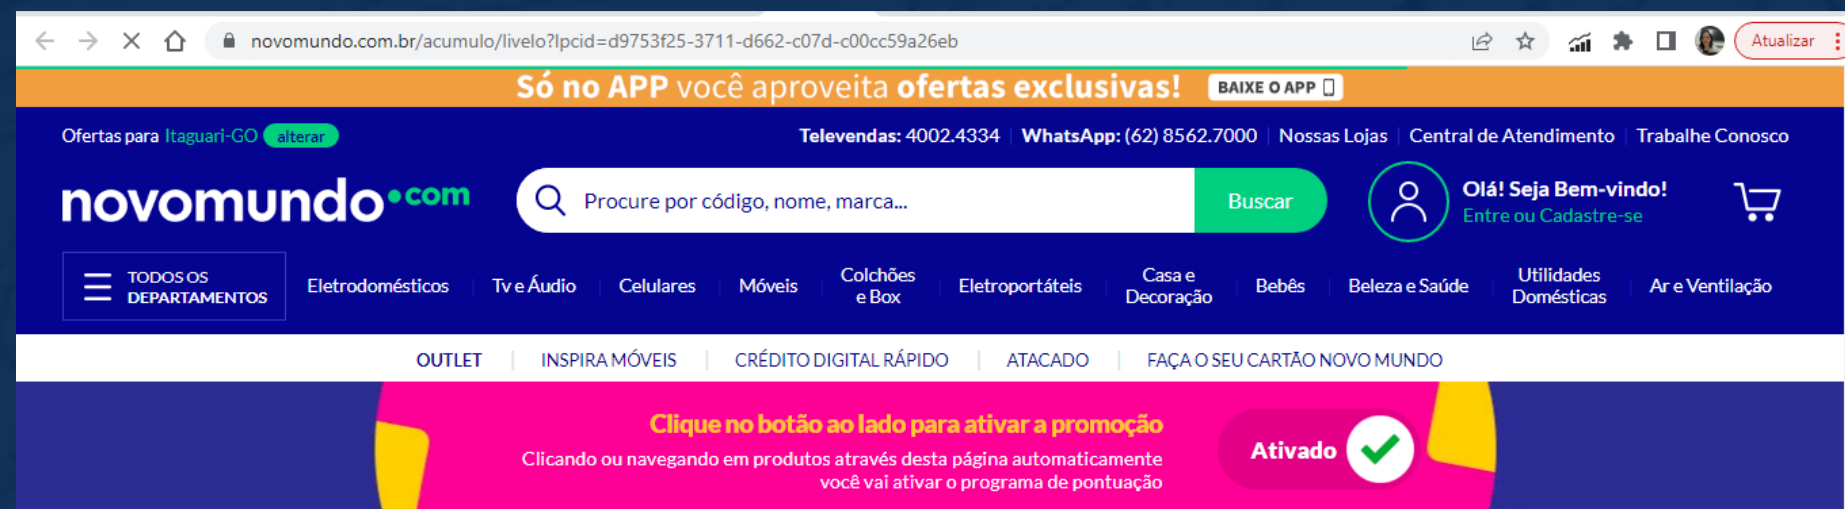 novomundo.com.br/acumulo/livelo?lpcid=d9753f25-3711-d662-c07d-c00cc59a26eb
Atualizar
Só no APP você aproveita ofertas exclusivas! BAIXE O APP
Ofertas para Itaguari-GO alterar
Televendas: 4002.4334 | WhatsApp: (62) 8562.7000 | Nossas Lojas | Central de Atendimento | Trabalhe Conosco
novomundo.com
Procure por código, nome, marca...
Buscar
Olá! Seja Bem-vindo!
Entre ou Cadastre-se
TODOS OS
DEPARTAMENTOS
Eletrodomésticos
Tv e Áudio
Celulares
Móveis
Colchões
e Box
Eletroportáteis
Casa e
Decoração
Bebês
Beleza e Saúde
Utilidades
Domésticas
Ar e Ventilação
OUTLET | INSPIRA MÓVEIS | CRÉDITO DIGITAL RÁPIDO | ATACADO | FAÇA O SEU CARTÃO NOVO MUNDO
Clique no botão ao lado para ativar a promoção
Clicando ou navegando em produtos através desta página automaticamente
você vai ativar o programa de pontuação
Ativado